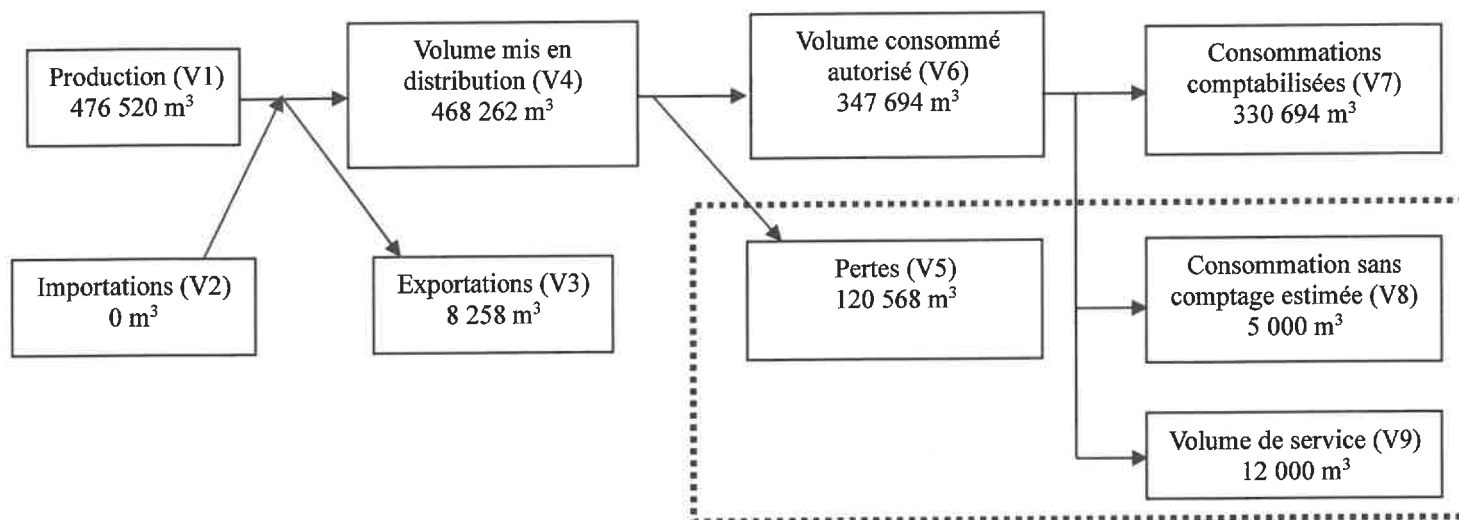 Production (V1)
476 520 m³
Volume mis en
distribution (V4)
468 262 m³
Volume consommé
autorisé (V6)
347 694 m³
Consommations
comptabilisées (V7)
330 694 m³
Importations (V2)
0 m³
Exportations (V3)
8 258 m³
Pertes (V5)
120 568 m³
Consommation sans
comptage estimée (V8)
5 000 m³
Volume de service (V9)
12 000 m³